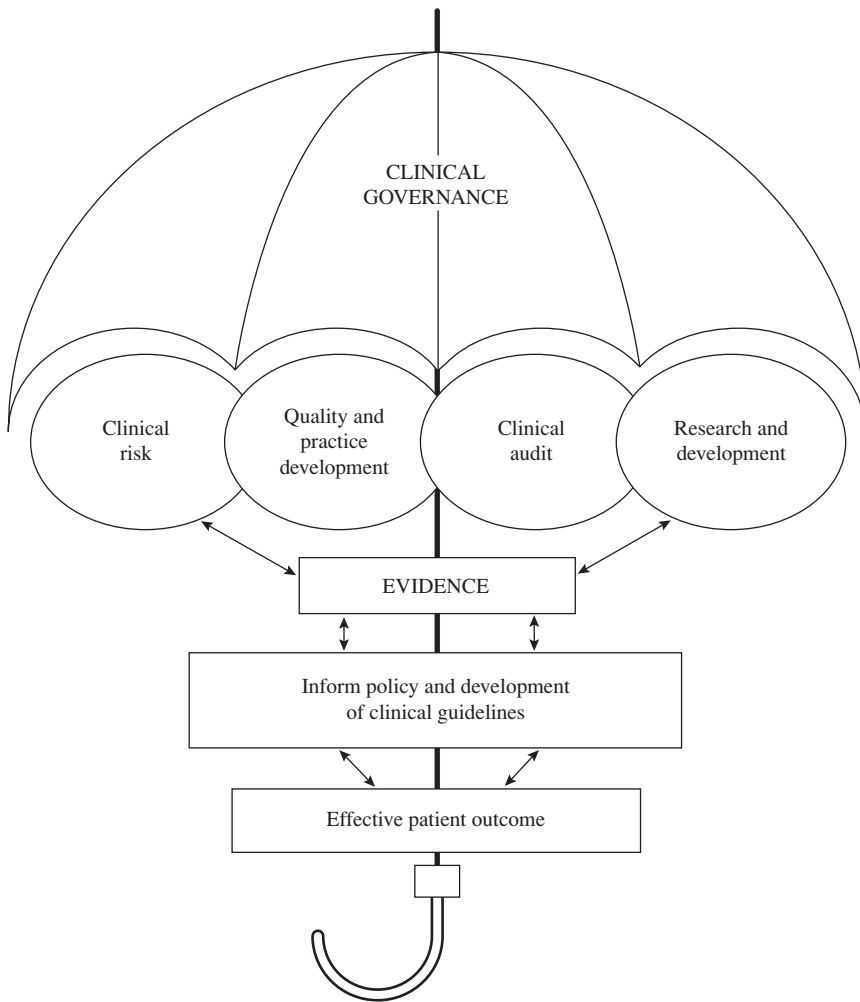 CLINICAL
GOVERNANCE
Clinical
risk
Quality and
practice
development
Clinical
audit
Research and
development
EVIDENCE
Inform policy and development
of clinical guidelines
Effective patient outcome